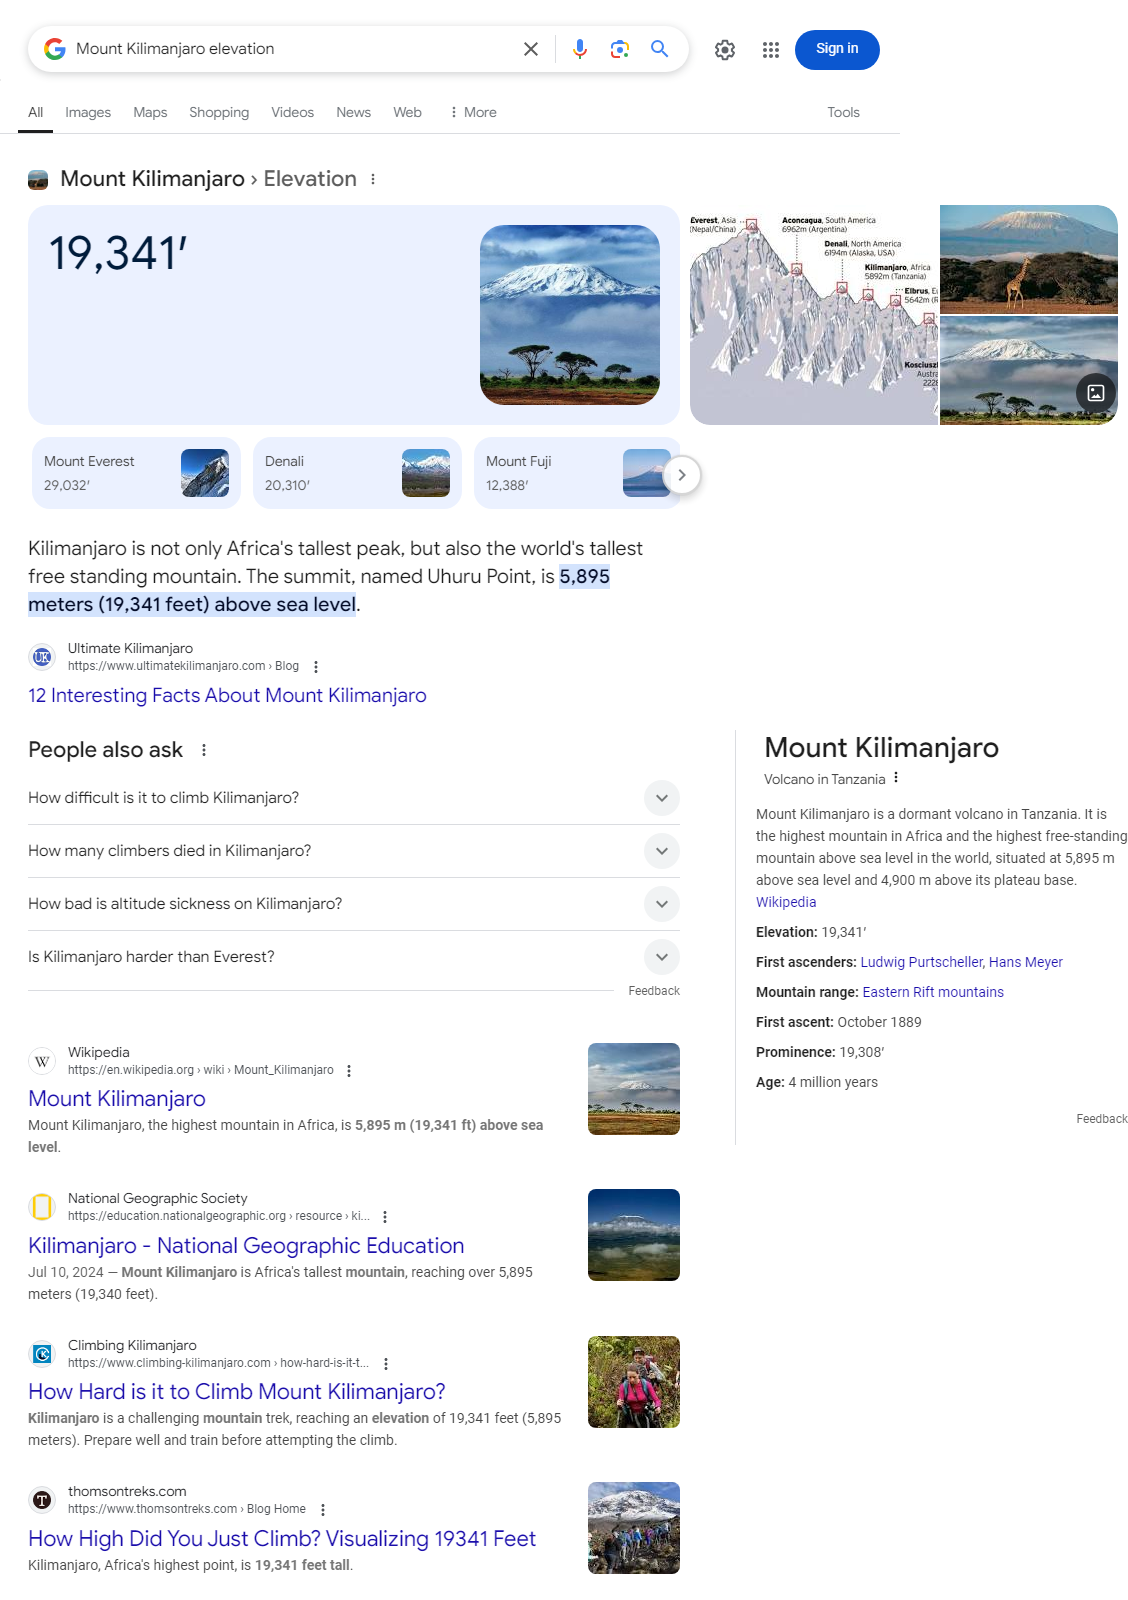 Mount Kilimanjaro elevation
Sign in
All Images Maps Shopping Videos News Web More Tools
Mount Kilimanjaro › Elevation
19,341′
Everest, Asia
(Nepal/China)
Aconcagua, South America
6962m (Argentina)
Denali, North America
6194m (Alaska, USA)
Kilimanjaro, Africa
5892m (Tanzania)
Elbrus, Eu
5642m (R
Kosciusz
Austra
2228
Mount Everest
29,032′
Denali
20,310′
Mount Fuji
12,388′
Kilimanjaro is not only Africa's tallest peak, but also the world's tallest
free standing mountain. The summit, named Uhuru Point, is 5,895
meters (19,341 feet) above sea level.
UK
Ultimate Kilimanjaro
https://www.ultimatekilimanjaro.com › Blog
12 Interesting Facts About Mount Kilimanjaro
People also ask
How difficult is it to climb Kilimanjaro?
How many climbers died in Kilimanjaro?
How bad is altitude sickness on Kilimanjaro?
Is Kilimanjaro harder than Everest?
Feedback
W
Wikipedia
https://en.wikipedia.org › wiki › Mount_Kilimanjaro
Mount Kilimanjaro
Mount Kilimanjaro, the highest mountain in Africa, is 5,895 m (19,341 ft) above sea
level.
National Geographic Society
https://education.nationalgeographic.org › resource › ki...
Kilimanjaro - National Geographic Education
Jul 10, 2024 — Mount Kilimanjaro is Africa's tallest mountain, reaching over 5,895
meters (19,340 feet).
Climbing Kilimanjaro
https://www.climbing-kilimanjaro.com › how-hard-is-it-t...
How Hard is it to Climb Mount Kilimanjaro?
Kilimanjaro is a challenging mountain trek, reaching an elevation of 19,341 feet (5,895
meters). Prepare well and train before attempting the climb.
T
thomsontreks.com
https://www.thomsontreks.com › Blog Home
How High Did You Just Climb? Visualizing 19341 Feet
Kilimanjaro, Africa's highest point, is 19,341 feet tall.
Mount Kilimanjaro
Volcano in Tanzania
Mount Kilimanjaro is a dormant volcano in Tanzania. It is
the highest mountain in Africa and the highest free-standing
mountain above sea level in the world, situated at 5,895 m
above sea level and 4,900 m above its plateau base.
Wikipedia
Elevation: 19,341′
First ascenders: Ludwig Purtscheller, Hans Meyer
Mountain range: Eastern Rift mountains
First ascent: October 1889
Prominence: 19,308′
Age: 4 million years
Feedback